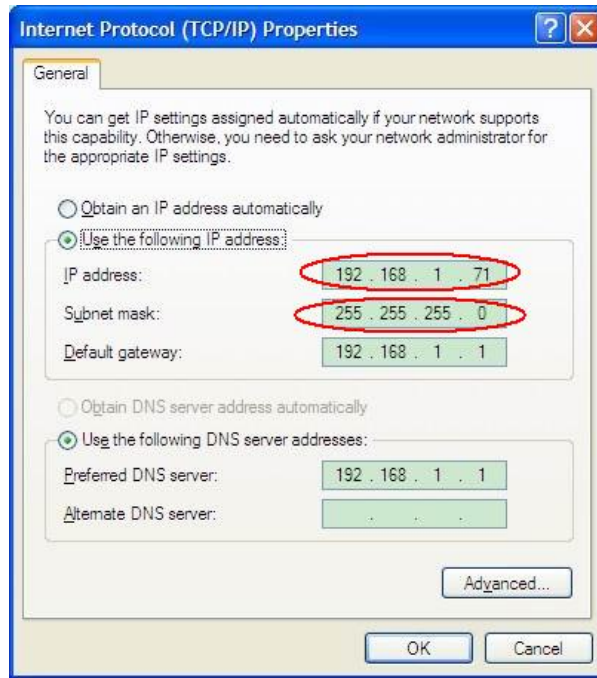 Internet Protocol (TCP/IP) Properties
General
You can get IP settings assigned automatically if your network supports
this capability. Otherwise, you need to ask your network administrator for
the appropriate IP settings.
Obtain an IP address automatically
Use the following IP address:
IP address: 192 . 168 . 1 . 71
Subnet mask: 255 . 255 . 255 . 0
Default gateway: 192 . 168 . 1 . 1
Obtain DNS server address automatically
Use the following DNS server addresses:
Preferred DNS server: 192 . 168 . 1 . 1
Alternate DNS server: . . .
Advanced...
OK Cancel